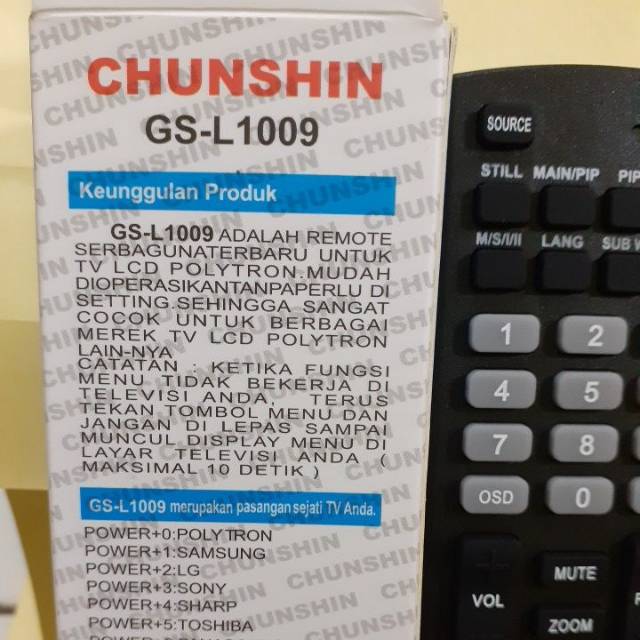 CHUNSHIN
GS-L1009
Keunggulan Produk
GS-L1009 ADALAH REMOTE
SERBAGUNATERBARU UNTUK
TV LCD POLYTRON.MUDAH
DIOPERASIKANTANPAPERLU DI
SETTING.SEHINGGA SANGAT
COCOK UNTUK BERBAGAI
MEREK TV LCD POLYTRON
LAIN-NYA
CATATAN : KETIKA FUNGSI
MENU TIDAK BEKERJA DI
TELEVISI ANDA. TERUS
TEKAN TOMBOL MENU DAN
JANGAN DI LEPAS SAMPAI
MUNCUL DISPLAY MENU DI
LAYAR TELEVISI ANDA (
MAKSIMAL 10 DETIK )
GS-L1009 merupakan pasangan sejati TV Anda.
POWER+0:POLYTRON
POWER+1:SAMSUNG
POWER+2:LG
POWER+3:SONY
POWER+4:SHARP
POWER+5:TOSHIBA
SOURCE
STILL MAIN/PIP PIP
M/S/I/II LANG SUB
1 2
4 5
7 8
OSD 0
+ MUTE
VOL
ZOOM